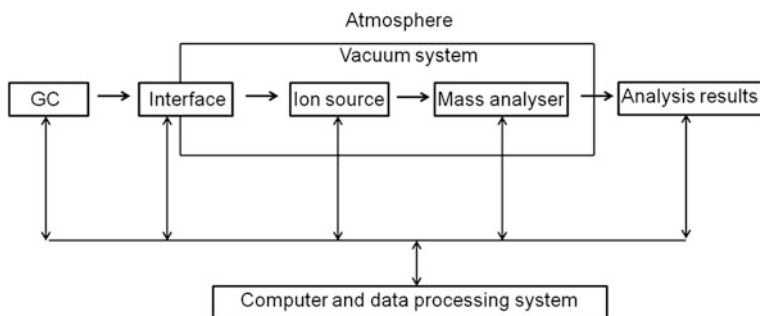 Atmosphere
Vacuum system
GC
Interface
Ion source
Mass analyser
Analysis results
Computer and data processing system